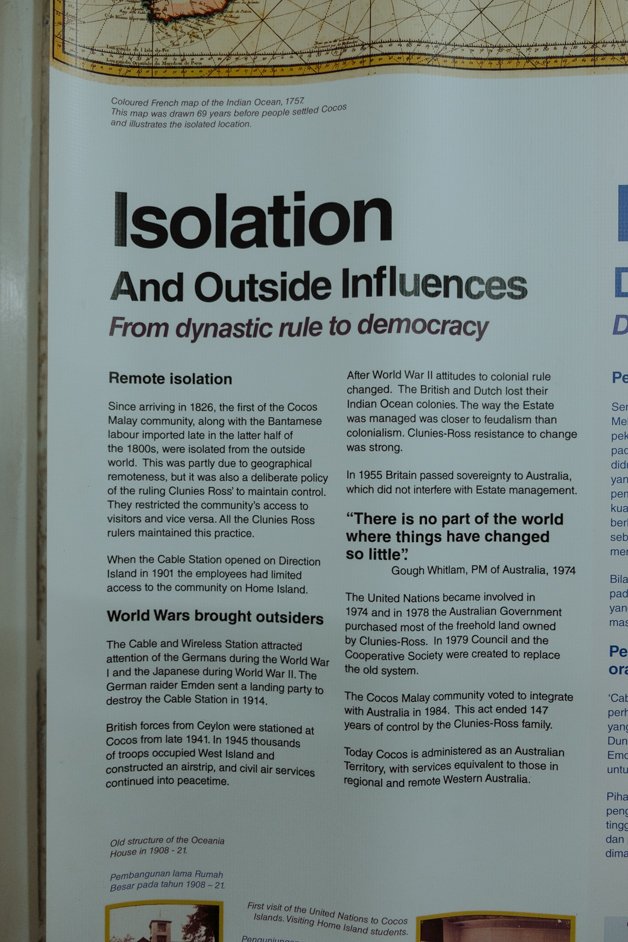 Coloured French map of the Indian Ocean, 1757.
This map was drawn 69 years before people settled Cocos
and illustrates the isolated location.
Isolation
And Outside Influences
From dynastic rule to democracy
Remote isolation
Since arriving in 1826, the first of the Cocos
Malay community, along with the Bantamese
labour imported late in the latter half of
the 1800s, were isolated from the outside
world. This was partly due to geographical
remoteness, but it was also a deliberate policy
of the ruling Clunies Ross' to maintain control.
They restricted the community's access to
visitors and vice versa. All the Clunies Ross
rulers maintained this practice.
When the Cable Station opened on Direction
Island in 1901 the employees had limited
access to the community on Home Island.
World Wars brought outsiders
The Cable and Wireless Station attracted
attention of the Germans during the World War
I and the Japanese during World War II. The
German raider Emden sent a landing party to
destroy the Cable Station in 1914.
British forces from Ceylon were stationed at
Cocos from late 1941. In 1945 thousands
of troops occupied West Island and
constructed an airstrip, and civil air services
continued into peacetime.
After World War II attitudes to colonial rule
changed. The British and Dutch lost their
Indian Ocean colonies. The way the Estate
was managed was closer to feudalism than
colonialism. Clunies-Ross resistance to change
was strong.
In 1955 Britain passed sovereignty to Australia,
which did not interfere with Estate management.
"There is no part of the world
where things have changed
so little".
Gough Whitlam, PM of Australia, 1974
The United Nations became involved in
1974 and in 1978 the Australian Government
purchased most of the freehold land owned
by Clunies-Ross. In 1979 Council and the
Cooperative Society were created to replace
the old system.
The Cocos Malay community voted to integrate
with Australia in 1984. This act ended 147
years of control by the Clunies-Ross family.
Today Cocos is administered as an Australian
Territory, with services equivalent to those in
regional and remote Western Australia.
Old structure of the Oceania
House in 1908 - 21.
Pembangunan lama Rumah
Besar pada tahun 1908 – 21.
First visit of the United Nations to Cocos
Islands. Visiting Home Island students.